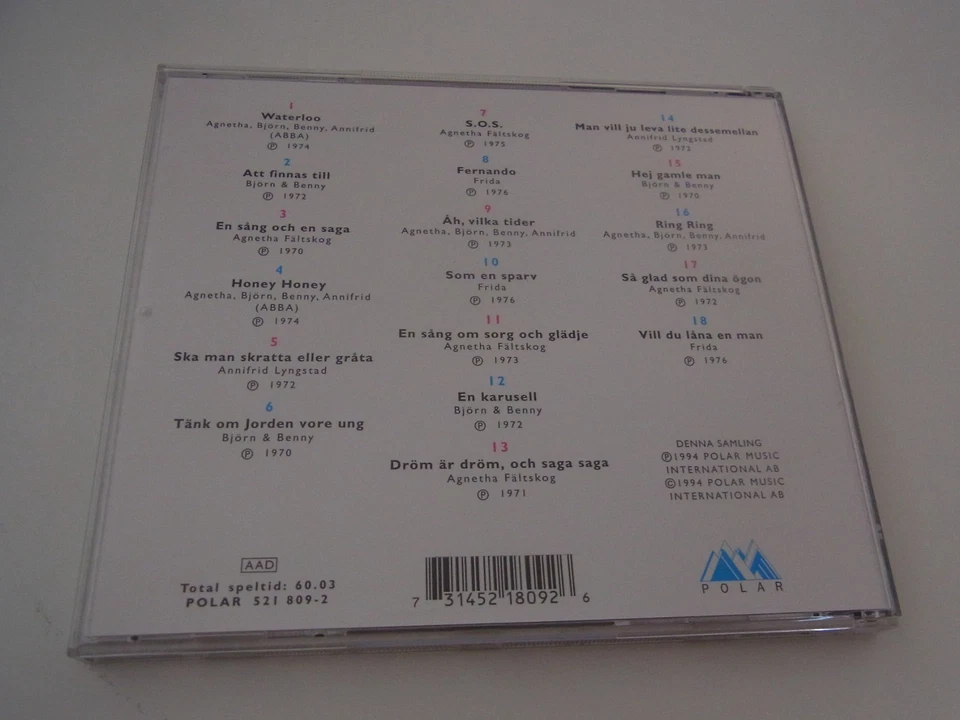 1
Waterloo
Agnetha, Björn, Benny, Annifrid
(ABBA)
℗ 1974
2
Att finnas till
Björn & Benny
℗ 1972
3
En sång och en saga
Agnetha Fältskog
℗ 1970
4
Honey Honey
Agnetha, Björn, Benny, Annifrid
(ABBA)
℗ 1974
5
Ska man skratta eller gråta
Annifrid Lyngstad
℗ 1972
6
Tänk om Jorden vore ung
Björn & Benny
℗ 1970
7
S.O.S.
Agnetha Fältskog
℗ 1975
8
Fernando
Frida
℗ 1976
9
Åh, vilka tider
Agnetha, Björn, Benny, Annifrid
℗ 1973
10
Som en sparv
Frida
℗ 1976
11
En sång om sorg och glädje
Agnetha Fältskog
℗ 1973
12
En karusell
Björn & Benny
℗ 1972
13
Dröm är dröm, och saga saga
Agnetha Fältskog
℗ 1971
14
Man vill ju leva lite dessemellan
Annifrid Lyngstad
℗ 1972
15
Hej gamle man
Björn & Benny
℗ 1970
16
Ring Ring
Agnetha, Björn, Benny, Annifrid
℗ 1973
17
Så glad som dina ögon
Agnetha Fältskog
℗ 1972
18
Vill du låna en man
Frida
℗ 1976
DENNA SAMLING
℗1994 POLAR MUSIC
INTERNATIONAL AB
©1994 POLAR MUSIC
INTERNATIONAL AB
AAD
Total speltid: 60.03
POLAR 521 809-2
7 31452 18092 6
POLAR